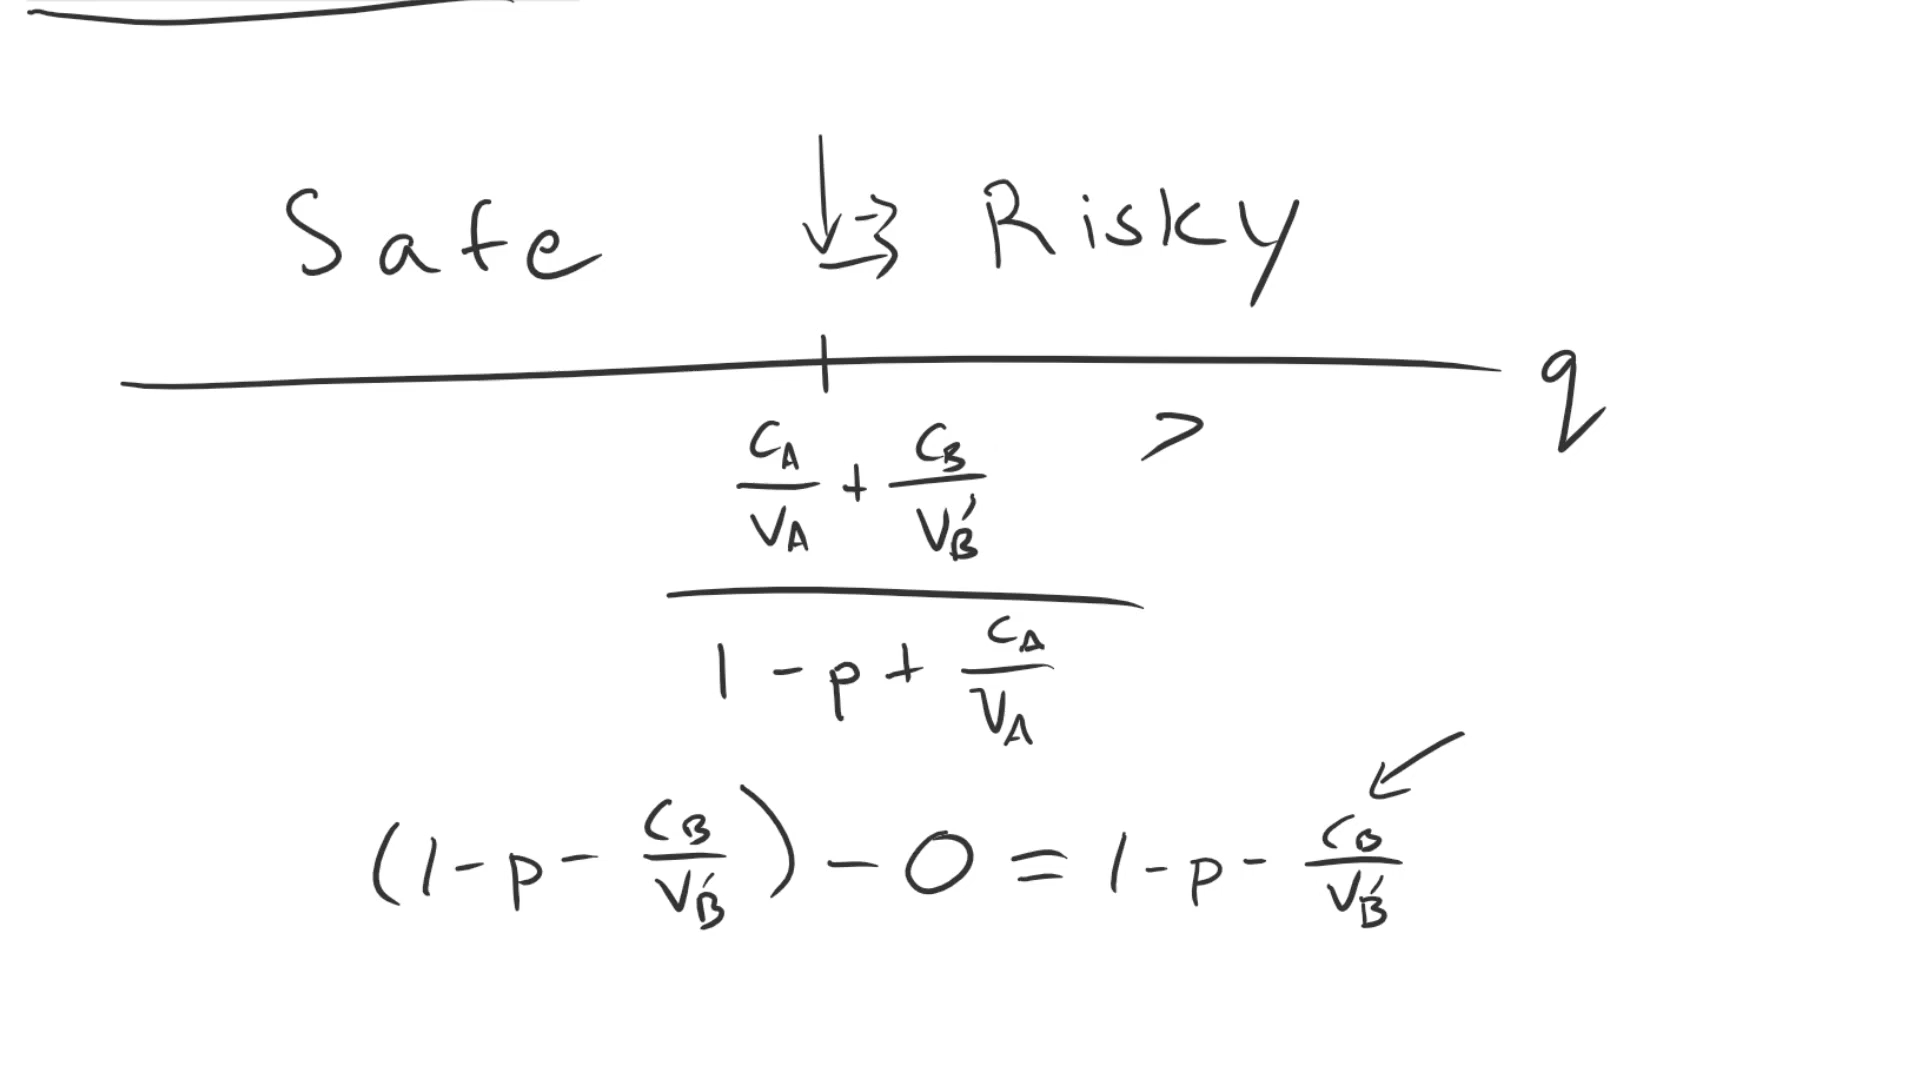 Safe Risky
q
>
C_A/V_A + C_B/V_B'
1 - p + C_A/V_A
(1 - p - C_B/V_B') - 0 = 1 - p - C_B/V_B'